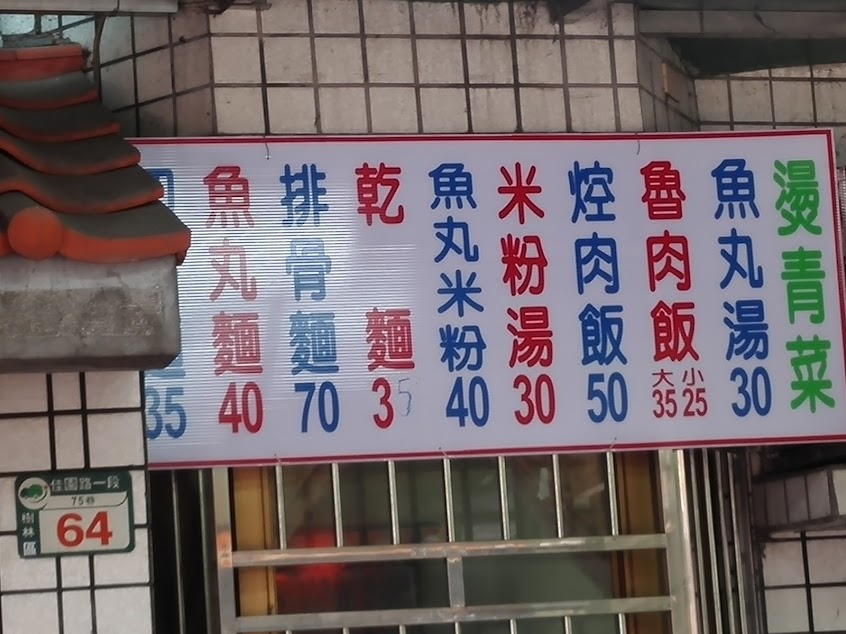 燙青菜
魚丸湯 30
魯肉飯 大35 小25
焢肉飯 50
米粉湯 30
魚丸米粉 40
乾麵 35
排骨麵 70
魚丸麵 40
麵 35
佳園路一段
75巷
樹林區
64